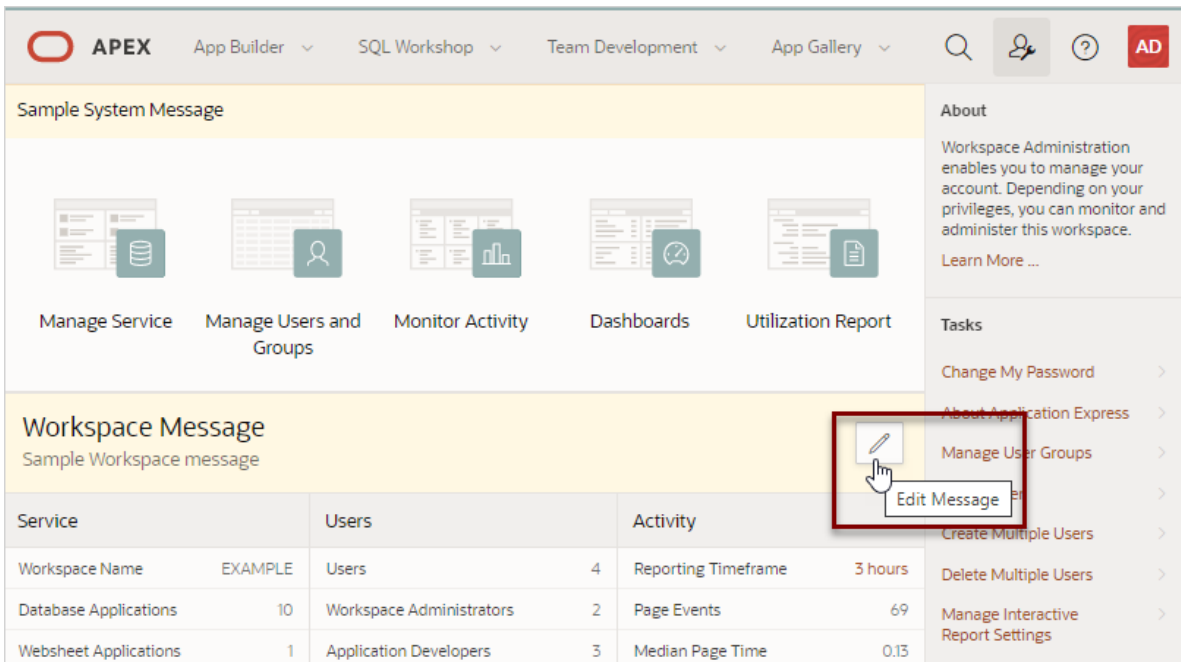 APEX
App Builder
SQL Workshop
Team Development
App Gallery
AD
Sample System Message
Manage Service
Manage Users and
Groups
Monitor Activity
Dashboards
Utilization Report
Workspace Message
Sample Workspace message
Edit Message
Service
Workspace Name EXAMPLE
Database Applications 10
Websheet Applications 1
Users
Users 4
Workspace Administrators 2
Application Developers 3
Activity
Reporting Timeframe 3 hours
Page Events 69
Median Page Time 0.13
About
Workspace Administration
enables you to manage your
account. Depending on your
privileges, you can monitor and
administer this workspace.
Learn More ...
Tasks
Change My Password
About Application Express
Manage User Groups
Create Multiple Users
Delete Multiple Users
Manage Interactive
Report Settings